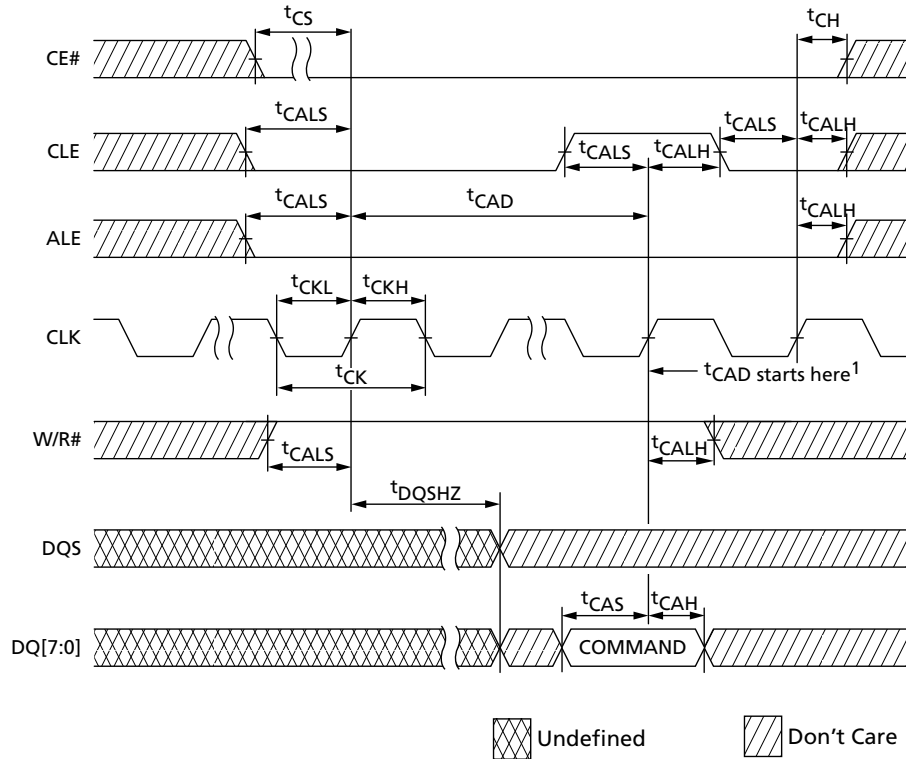 tCS
tCH
CE#
tCALS
tCALS
tCALH
CLE
tCALS
tCALH
tCALS
tCAD
tCALH
ALE
tCKL
tCKH
CLK
tCK
tCAD starts here1
W/R#
tCALS
tCALH
tDQSHZ
DQS
tCAS
tCAH
DQ[7:0]
COMMAND
Undefined
Don't Care